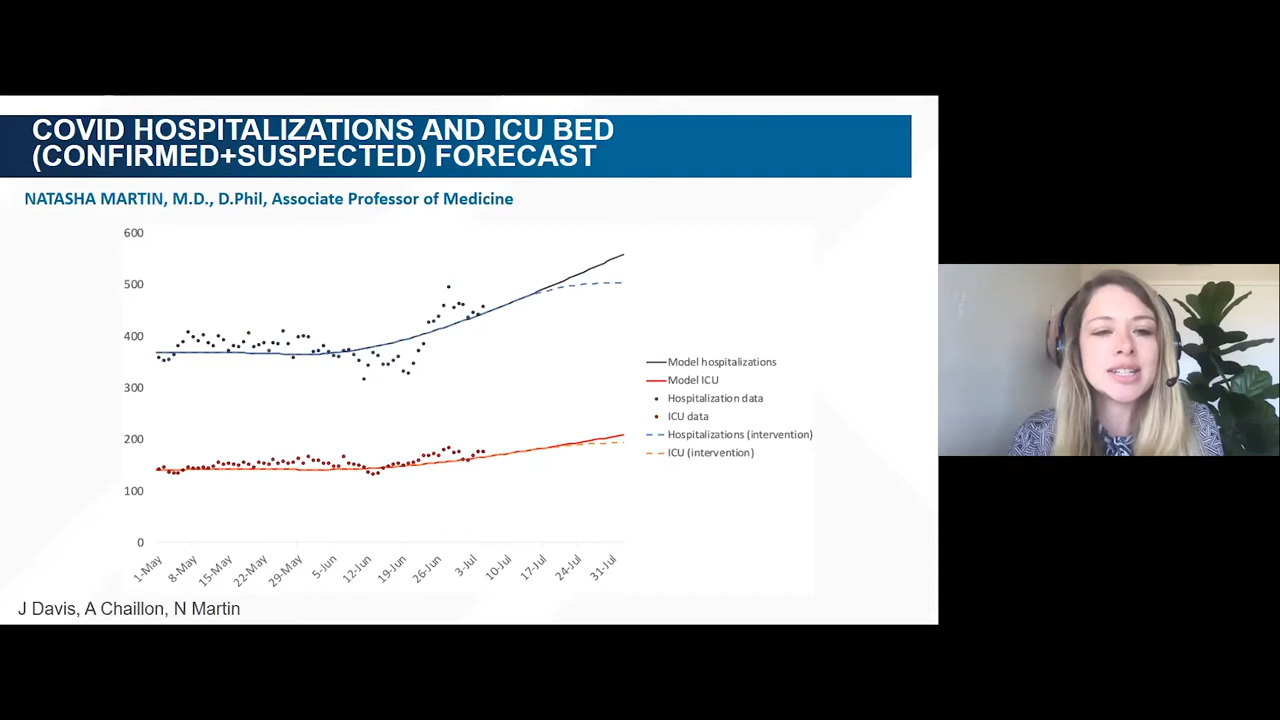 COVID HOSPITALIZATIONS AND ICU BED
(CONFIRMED+SUSPECTED) FORECAST
NATASHA MARTIN, M.D., D.Phil, Associate Professor of Medicine
600
500
400
300
200
100
0
1-May
8-May
15-May
22-May
29-May
5-Jun
12-Jun
19-Jun
26-Jun
3-Jul
10-Jul
17-Jul
24-Jul
31-Jul
Model hospitalizations
Model ICU
Hospitalization data
ICU data
Hospitalizations (intervention)
ICU (intervention)
J Davis, A Chaillon, N Martin